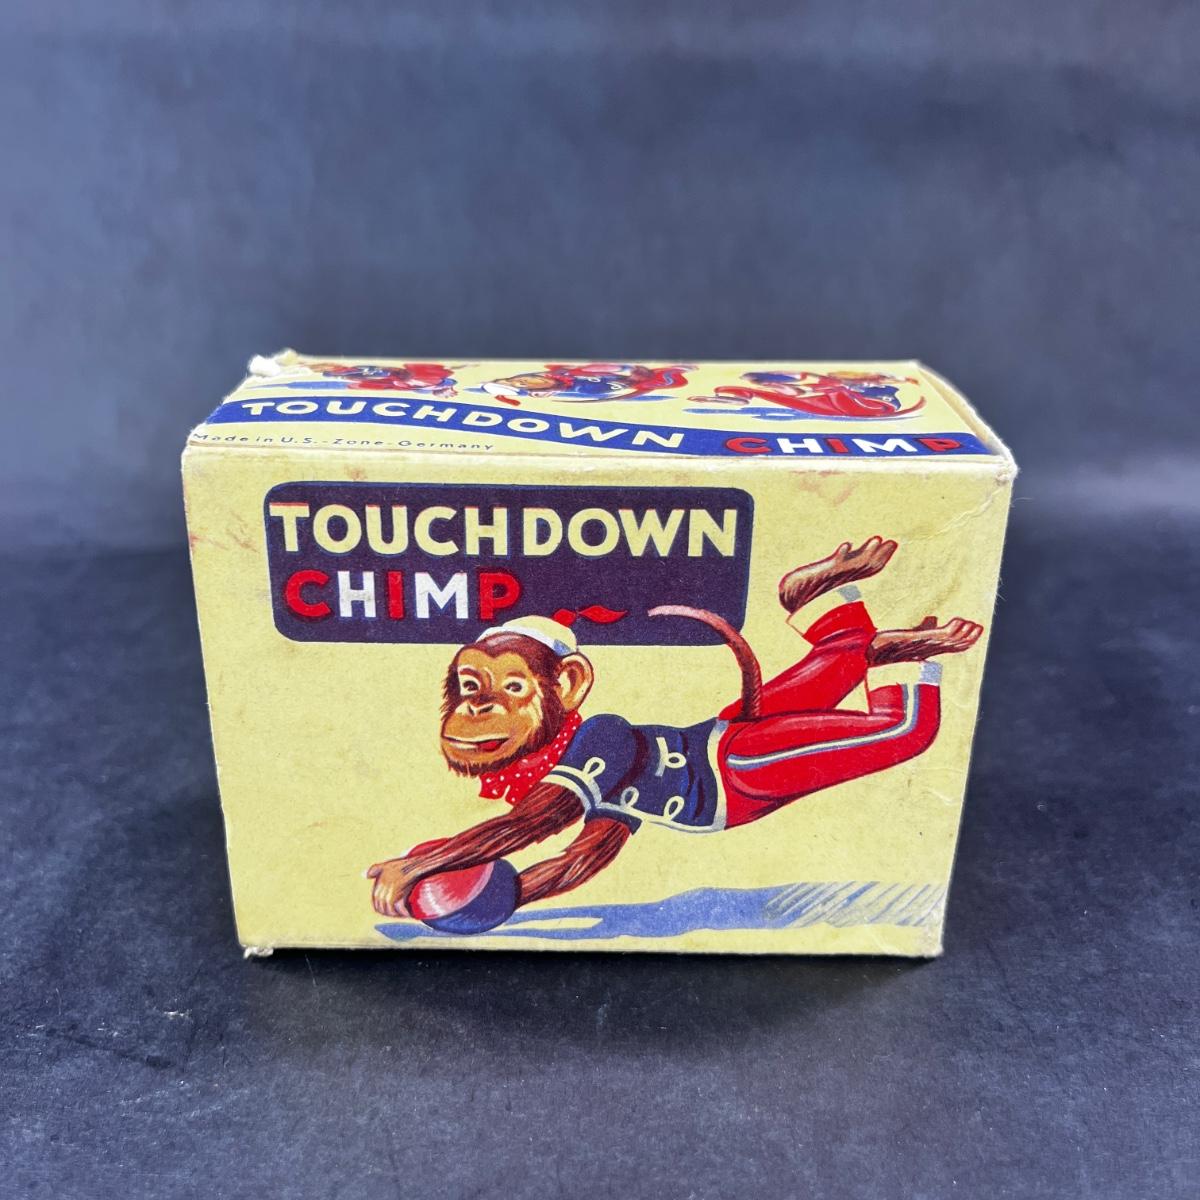 TOUCHDOWN CHIMP
Made in U.S.-Zone-Germany
TOUCHDOWN
CHIMP